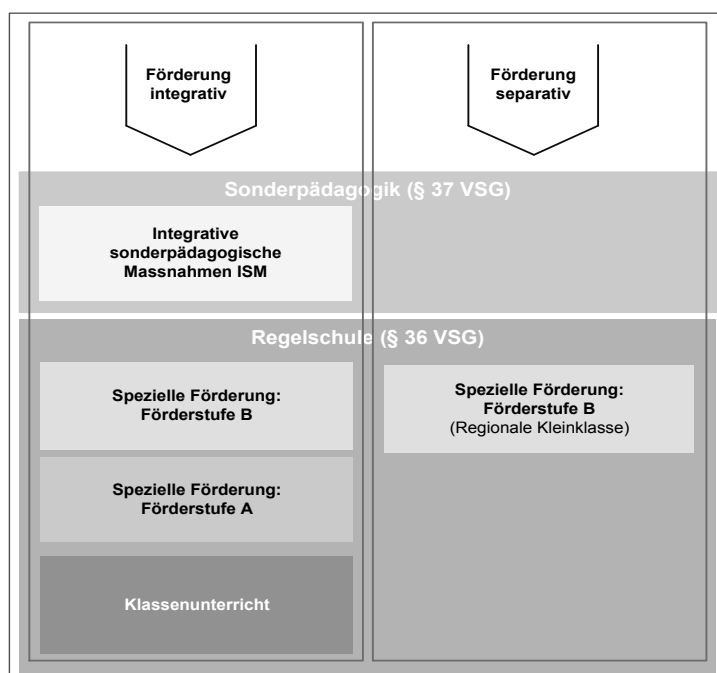 Förderung
integrativ
Förderung
separativ
Sonderpädagogik (§ 37 VSG)
Integrative
sonderpädagogische
Massnahmen ISM
Regelschule (§ 36 VSG)
Spezielle Förderung:
Förderstufe B
Spezielle Förderung:
Förderstufe B
(Regionale Kleinklasse)
Spezielle Förderung:
Förderstufe A
Klassenunterricht